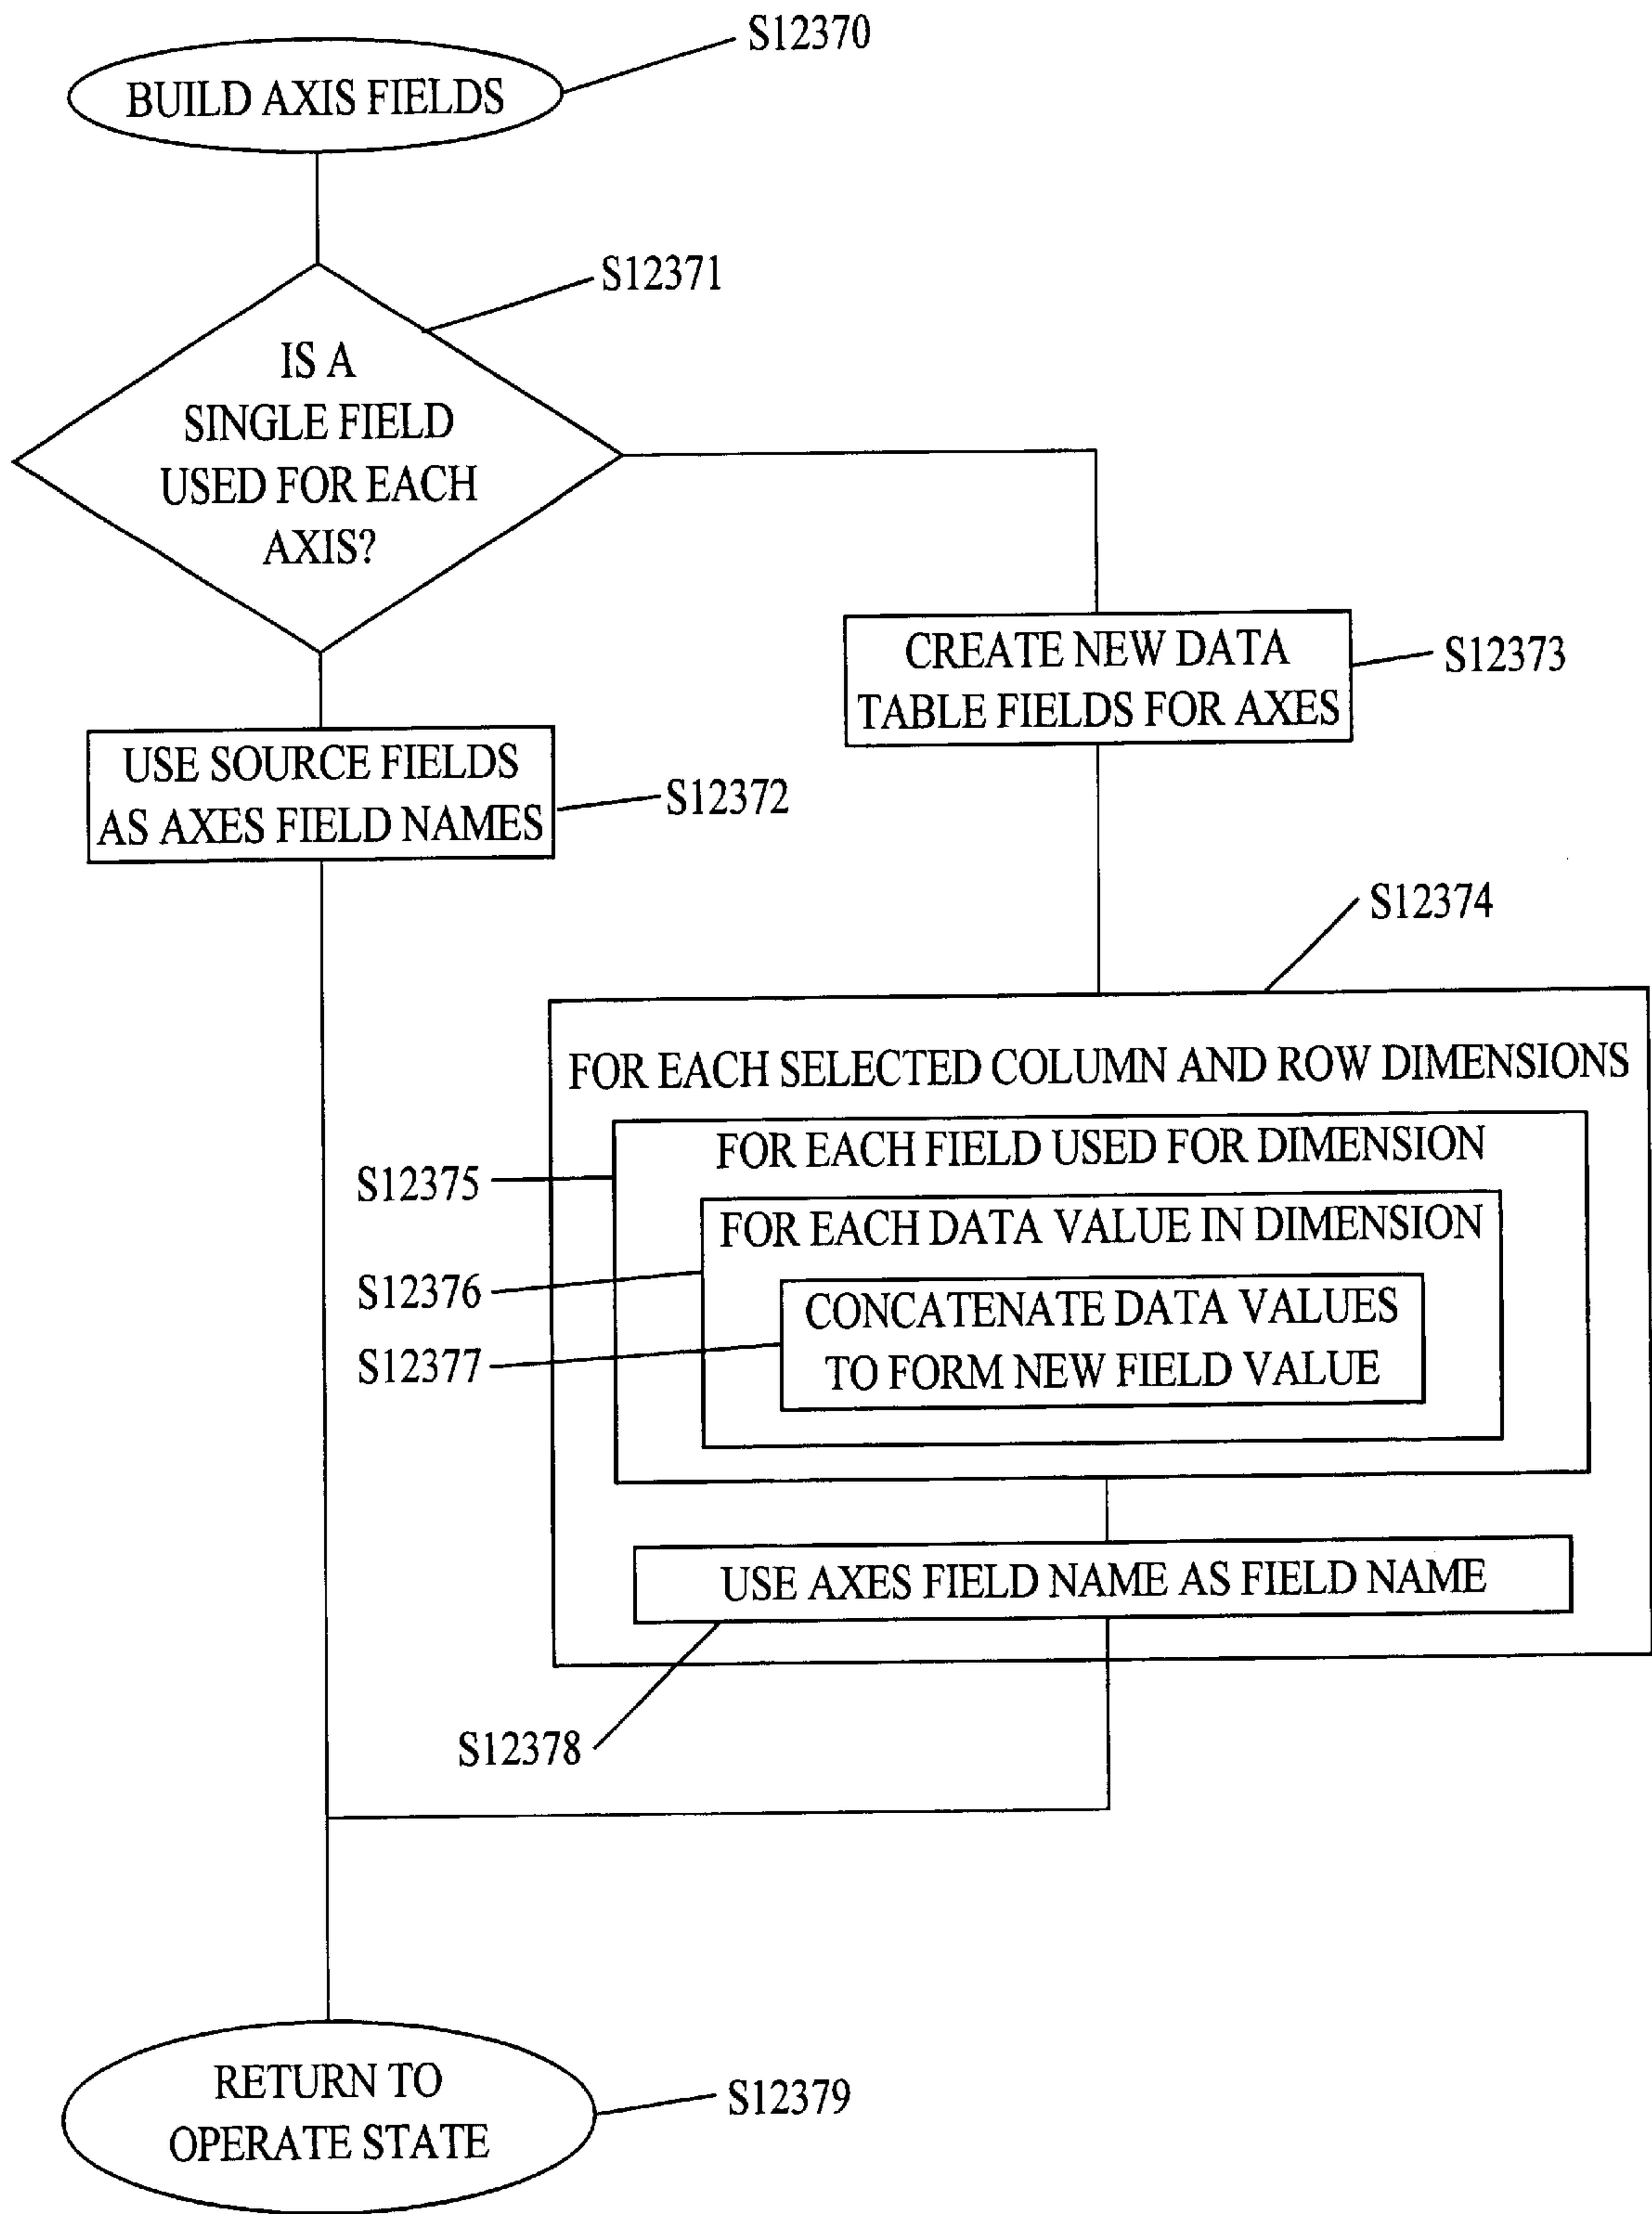 S12370
BUILD AXIS FIELDS
S12371
IS A
SINGLE FIELD
USED FOR EACH
AXIS?
CREATE NEW DATA
TABLE FIELDS FOR AXES
S12373
USE SOURCE FIELDS
AS AXES FIELD NAMES
S12372
S12374
FOR EACH SELECTED COLUMN AND ROW DIMENSIONS
FOR EACH FIELD USED FOR DIMENSION
S12375
FOR EACH DATA VALUE IN DIMENSION
S12376
CONCATENATE DATA VALUES
TO FORM NEW FIELD VALUE
S12377
USE AXES FIELD NAME AS FIELD NAME
S12378
RETURN TO
OPERATE STATE
S12379